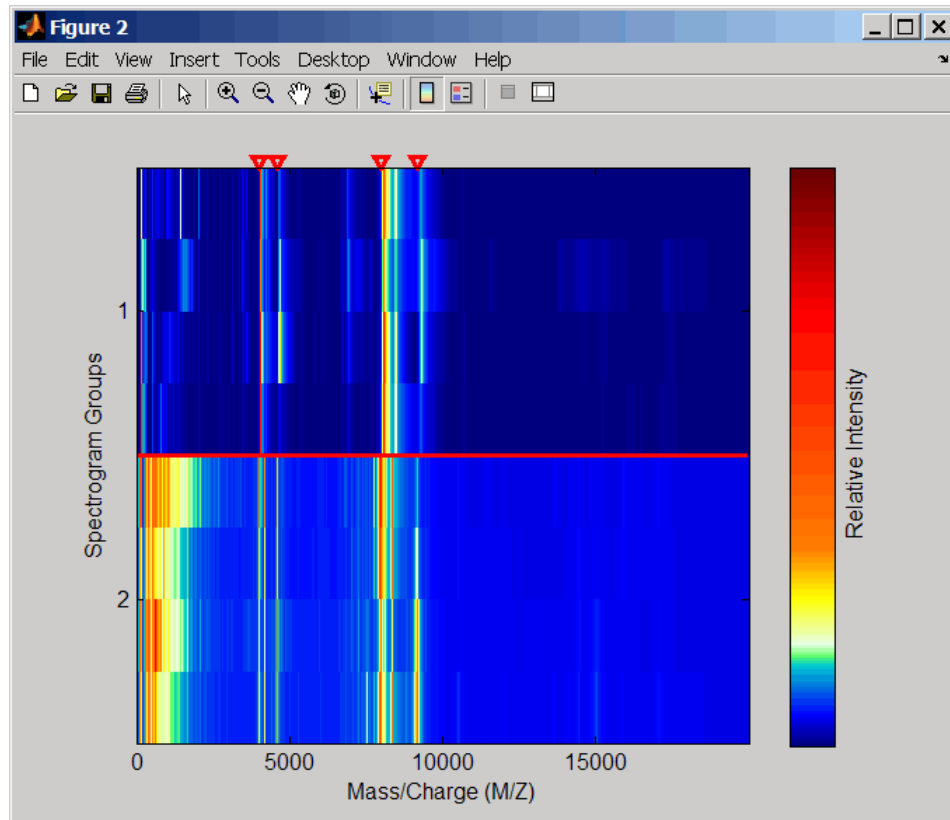 Figure 2
File Edit View Insert Tools Desktop Window Help
1
2
Spectrogram Groups
0 5000 10000 15000
Mass/Charge (M/Z)
Relative Intensity